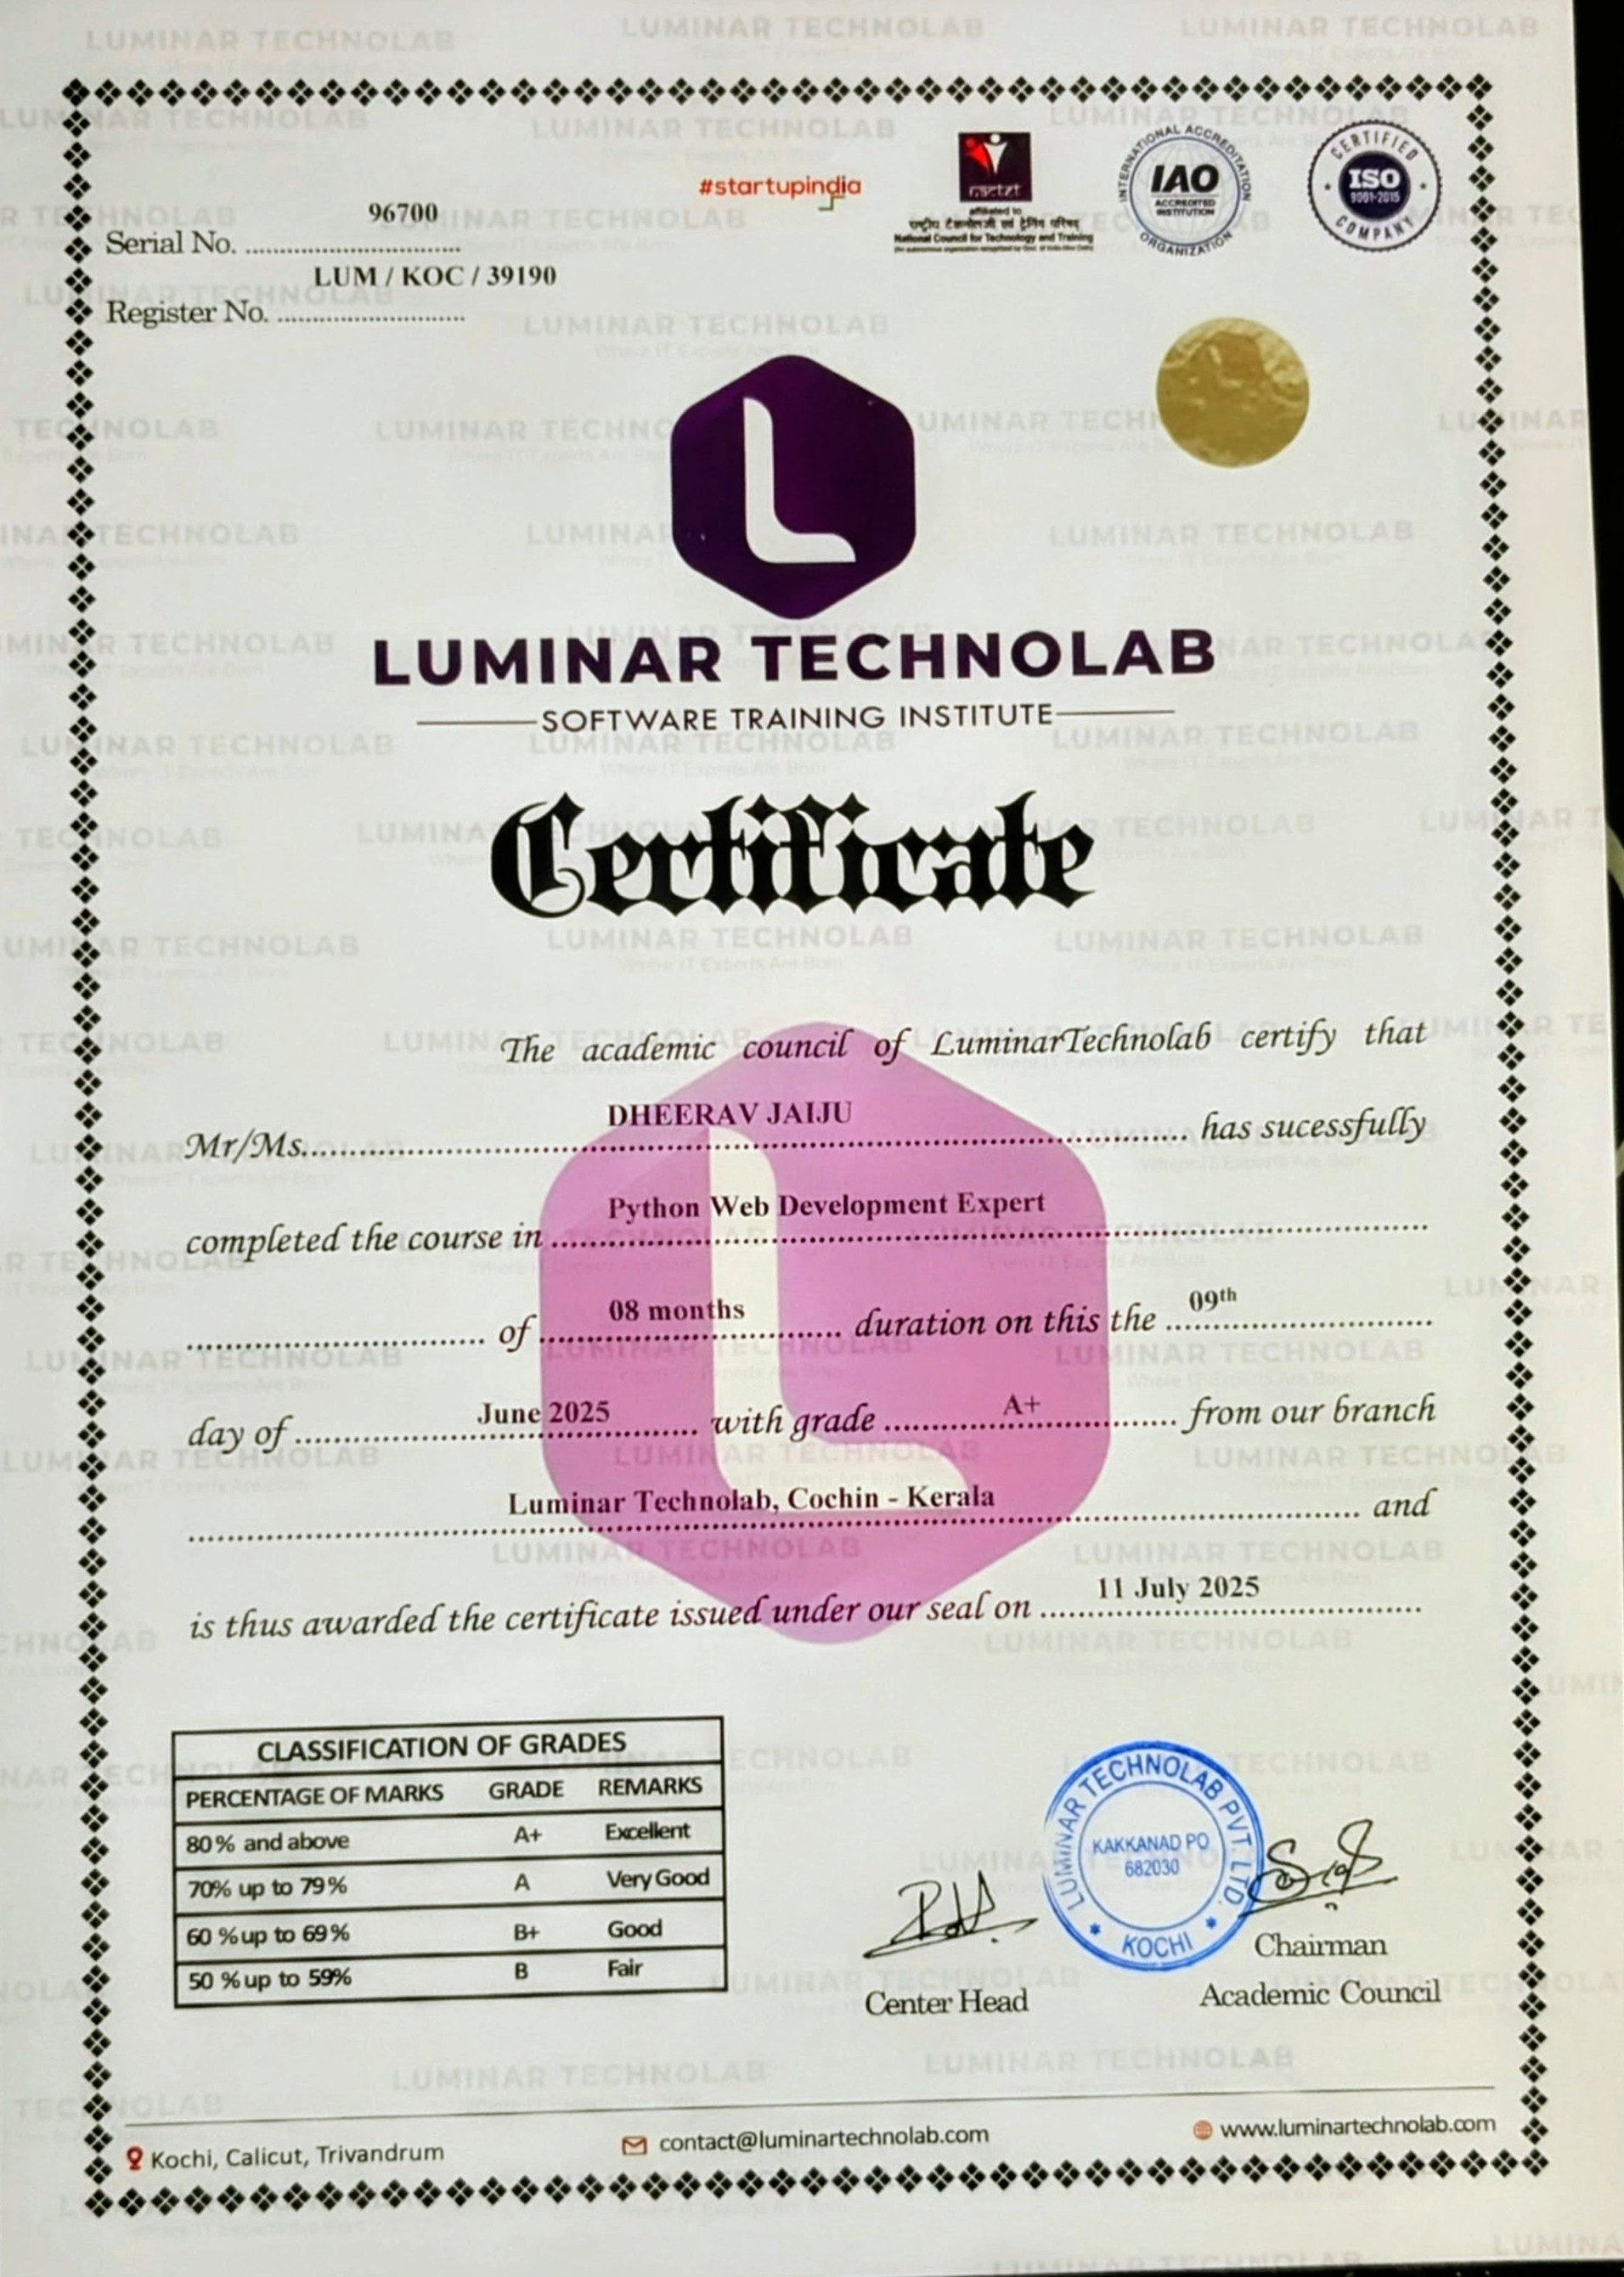 #startupindia
nactet
affiliated to
राष्ट्रीय टेक्नोलॉजी एवं ट्रेनिंग परिषद
National Council for Technology and Training
INTERNATIONAL ACCREDITATION ORGANIZATION
IAO
ACCREDITED
INSTITUTION
CERTIFIED COMPANY
ISO
9001-2015
96700
Serial No. ................................
LUM / KOC / 39190
Register No. ............................
LUMINAR TECHNOLAB
SOFTWARE TRAINING INSTITUTE
Certificate
The academic council of LuminarTechnolab certify that
DHEERAV JAIJU
Mr/Ms. has sucessfully
Python Web Development Expert
completed the course in
08 months 09th
of duration on this the
June 2025 A+
day of with grade from our branch
Luminar Technolab, Cochin - Kerala
and
11 July 2025
is thus awarded the certificate issued under our seal on
CLASSIFICATION OF GRADES
PERCENTAGE OF MARKS GRADE REMARKS
80% and above A+ Excellent
70% up to 79% A Very Good
60 % up to 69% B+ Good
50 % up to 59% B Fair
LUMINAR TECHNOLAB PVT. LTD.
KAKKANAD PO
682030
KOCHI
Center Head
Chairman
Academic Council
Kochi, Calicut, Trivandrum
contact@luminartechnolab.com
www.luminartechnolab.com